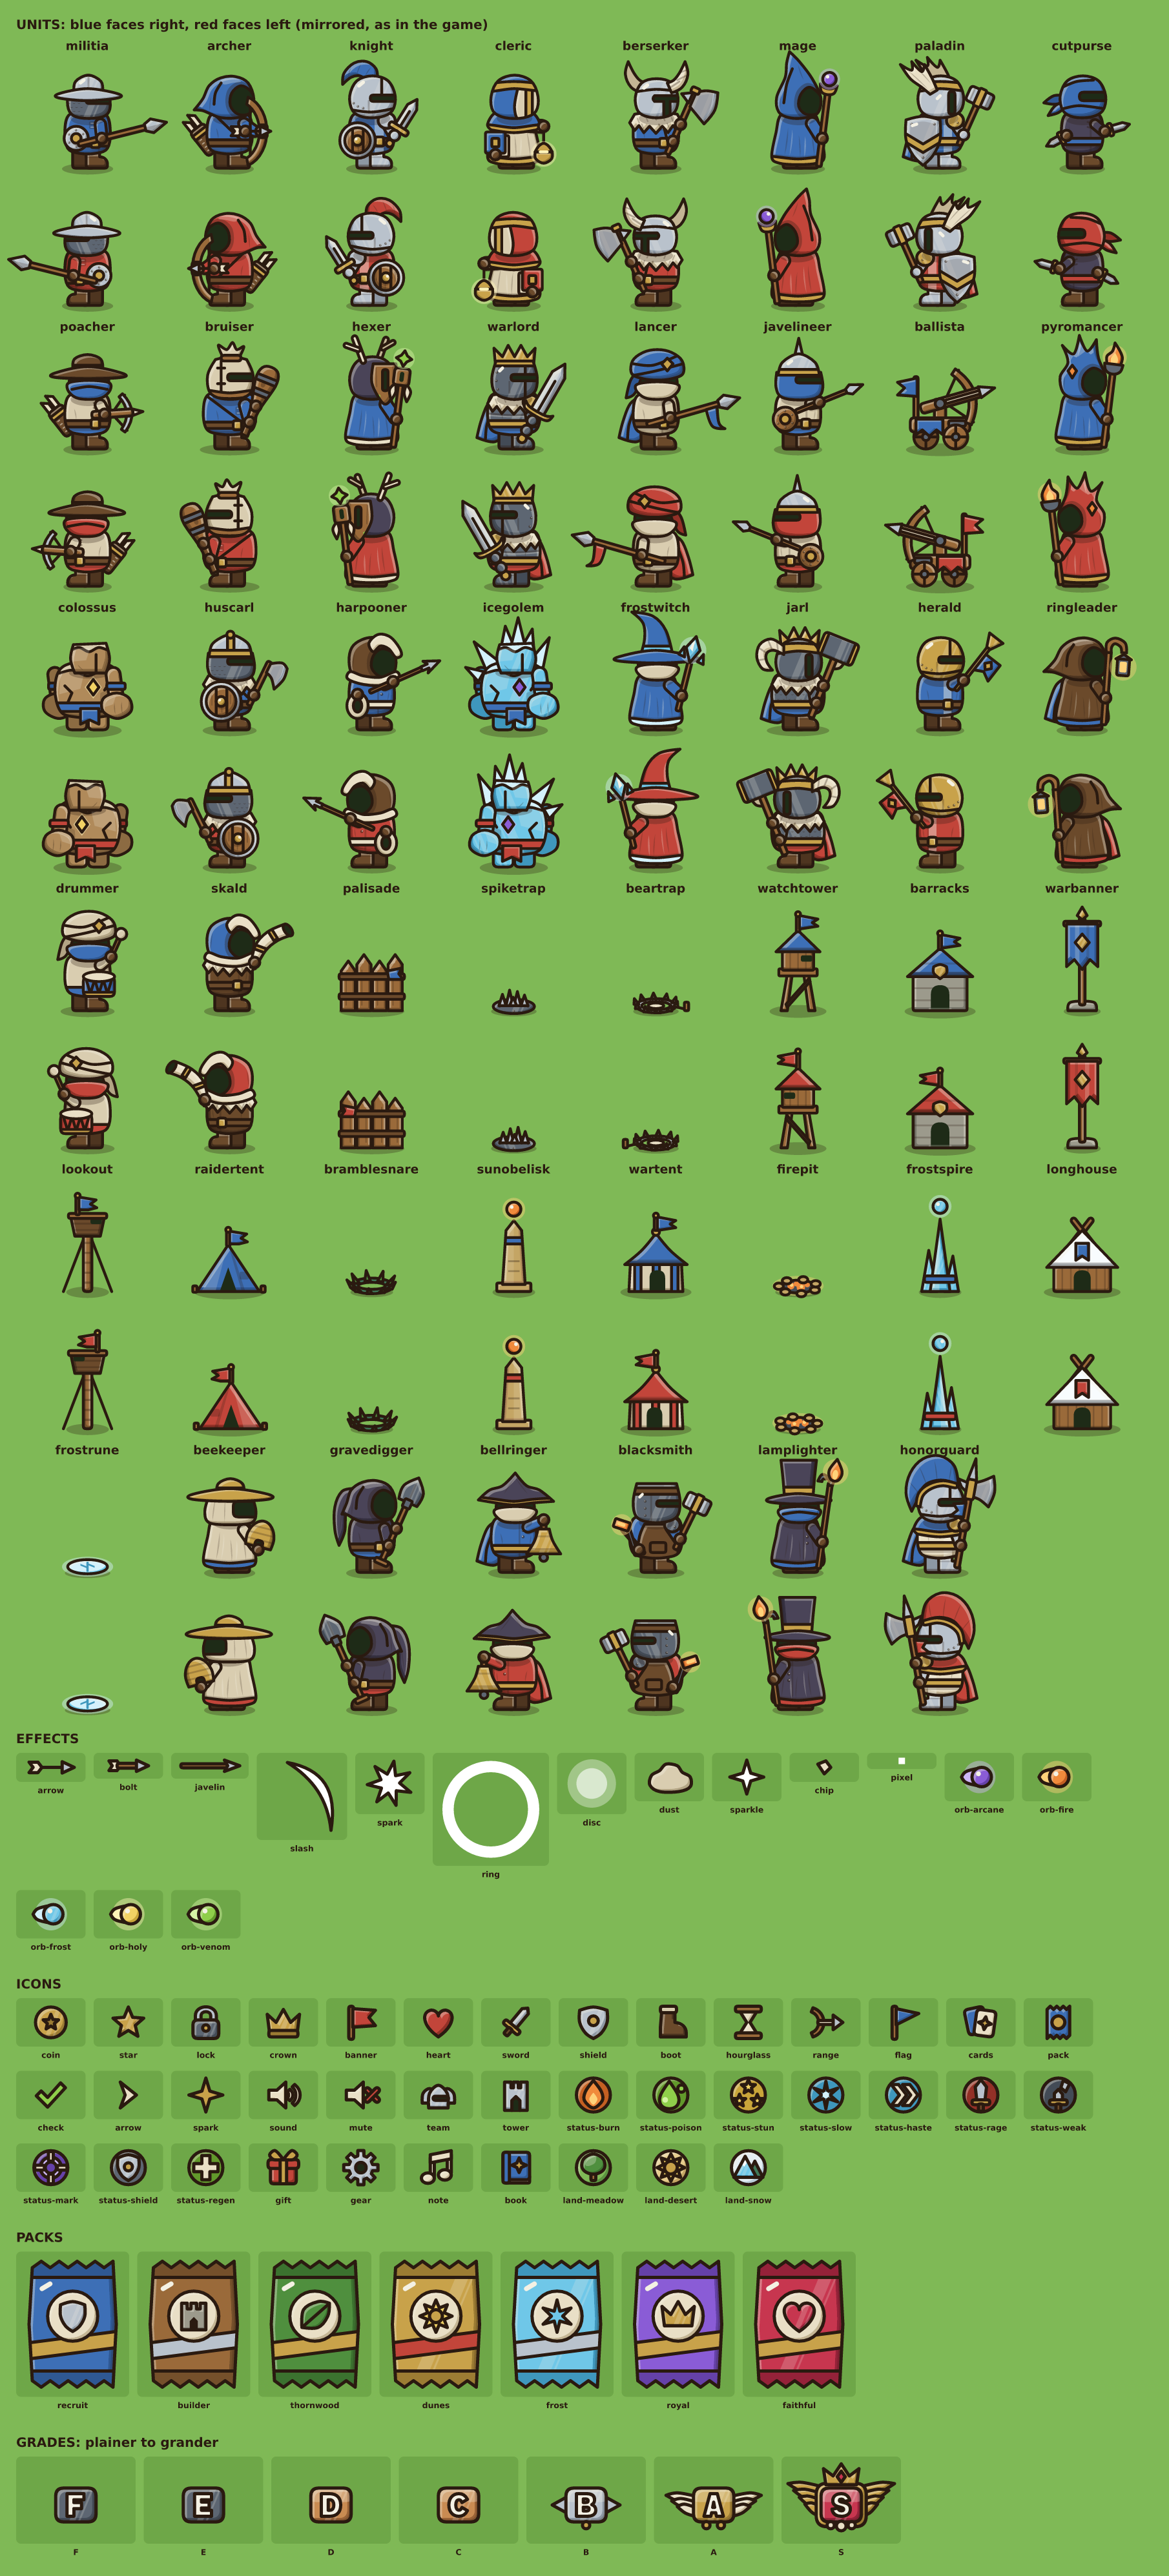 UNITS: blue faces right, red faces left (mirrored, as in the game)
militia archer knight cleric berserker mage paladin cutpurse
poacher bruiser hexer warlord lancer javelineer ballista pyromancer
colossus huscarl harpooner icegolem frostwitch jarl herald ringleader
drummer skald palisade spiketrap beartrap watchtower barracks warbanner
lookout raidertent bramblesnare sunobelisk wartent firepit frostspire longhouse
frostrune beekeeper gravedigger bellringer blacksmith lamplighter honorguard
EFFECTS
arrow bolt javelin slash spark ring disc dust sparkle chip pixel orb-arcane orb-fire
orb-frost orb-holy orb-venom
ICONS
coin star lock crown banner heart sword shield boot hourglass range flag cards pack
check arrow spark sound mute team tower status-burn status-poison status-stun status-slow status-haste status-rage status-weak
status-mark status-shield status-regen gift gear note book land-meadow land-desert land-snow
PACKS
recruit builder thornwood dunes frost royal faithful
GRADES: plainer to grander
F E D C B A S
F E D C B A S